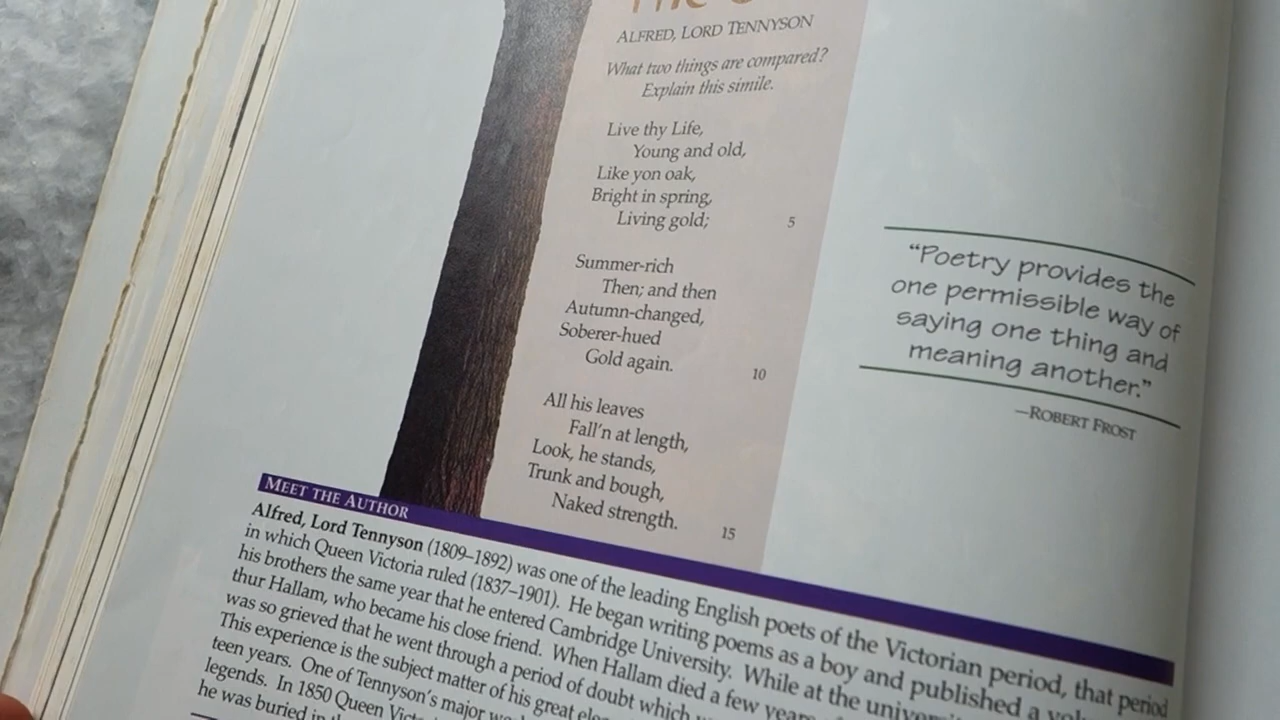 ALFRED, LORD TENNYSON
What two things are compared?
Explain this simile.
Live thy Life,
Young and old,
Like yon oak,
Bright in spring,
Living gold;
5
Summer-rich
Then; and then
Autumn-changed,
Soberer-hued
Gold again.
10
All his leaves
Fall'n at length,
Look, he stands,
Trunk and bough,
Naked strength.
15
“Poetry provides the
one permissible way of
saying one thing and
meaning another.”
—ROBERT FROST
MEET THE AUTHOR
Alfred, Lord Tennyson (1809–1892) was one of the leading English poets of the Victorian period, that period
in which Queen Victoria ruled (1837–1901). He began writing poems as a boy and published a
his brothers the same year that he entered Cambridge University. While at the
thur Hallam, who became his close friend. When Hallam died a few
was so grieved that he went through a period of doubt which
This experience is the subject matter of his great
teen years. One of Tennyson's major
legends. In 1850 Queen
he was buried in